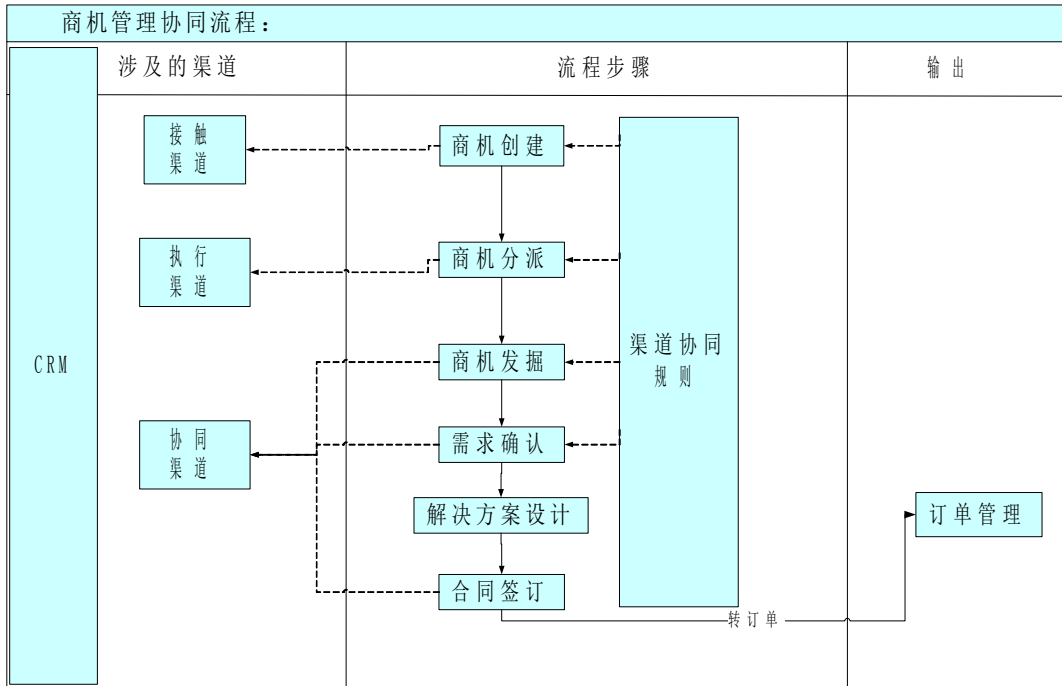 商机管理协同流程：
涉及的渠道
流程步骤
输出
CRM
接触
渠道
商机创建
执行
渠道
商机分派
商机发掘
渠道协同
规则
协同
渠道
需求确认
解决方案设计
订单管理
合同签订
转订单